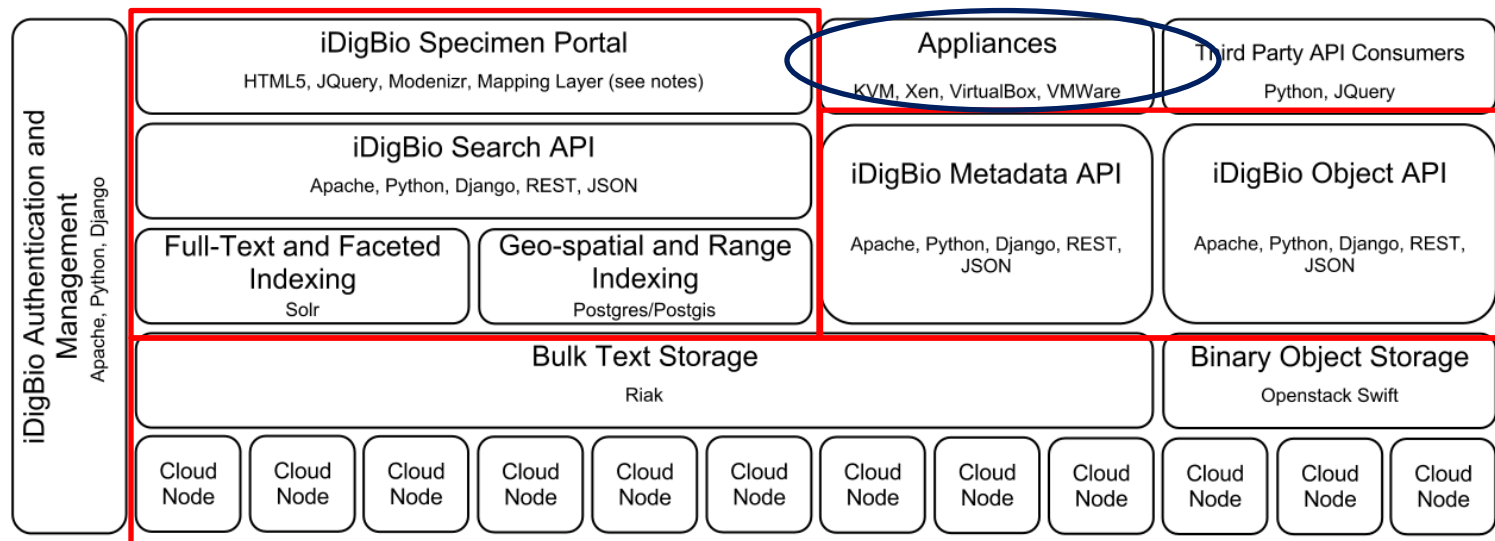 iDigBio Authentication and
Management
Apache, Python, Django
iDigBio Specimen Portal
HTML5, JQuery, Modenizr, Mapping Layer (see notes)
Appliances
KVM, Xen, VirtualBox, VMWare
Third Party API Consumers
Python, JQuery
iDigBio Search API
Apache, Python, Django, REST, JSON
iDigBio Metadata API
Apache, Python, Django, REST,
JSON
iDigBio Object API
Apache, Python, Django, REST,
JSON
Full-Text and Faceted
Indexing
Solr
Geo-spatial and Range
Indexing
Postgres/Postgis
Bulk Text Storage
Riak
Binary Object Storage
Openstack Swift
Cloud
Node
Cloud
Node
Cloud
Node
Cloud
Node
Cloud
Node
Cloud
Node
Cloud
Node
Cloud
Node
Cloud
Node
Cloud
Node
Cloud
Node
Cloud
Node